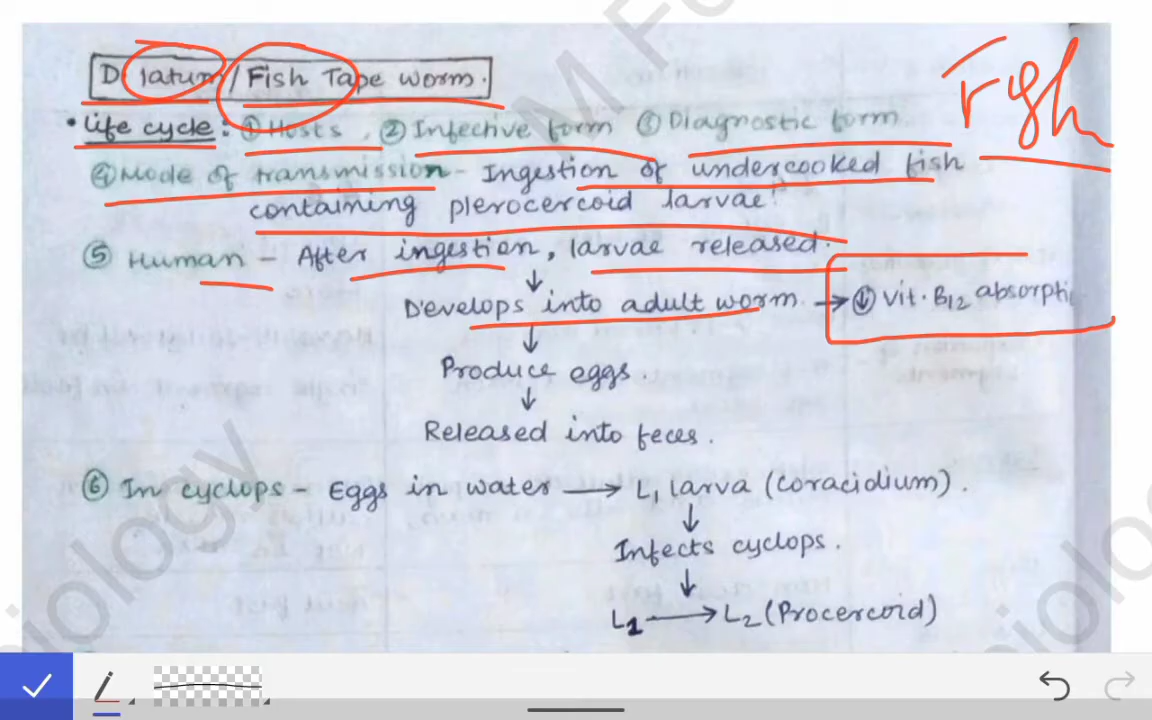 D. latum / Fish Tape worm.
Fish
• Life cycle : ① Hosts , ② Infective form ③ Diagnostic form
④ Mode of transmission - Ingestion of undercooked fish
containing plerocercoid larvae.
⑤ Human - After ingestion, larvae released.
↓
Develops into adult worm → ↓ Vit. B12 absorpti
↓
Produce eggs.
↓
Released into feces.
⑥ In cyclops - Eggs in water → L1 larva (Coracidium).
↓
Infects cyclops.
↓
L1 → L2 (Procercoid)
M
biology
biolog